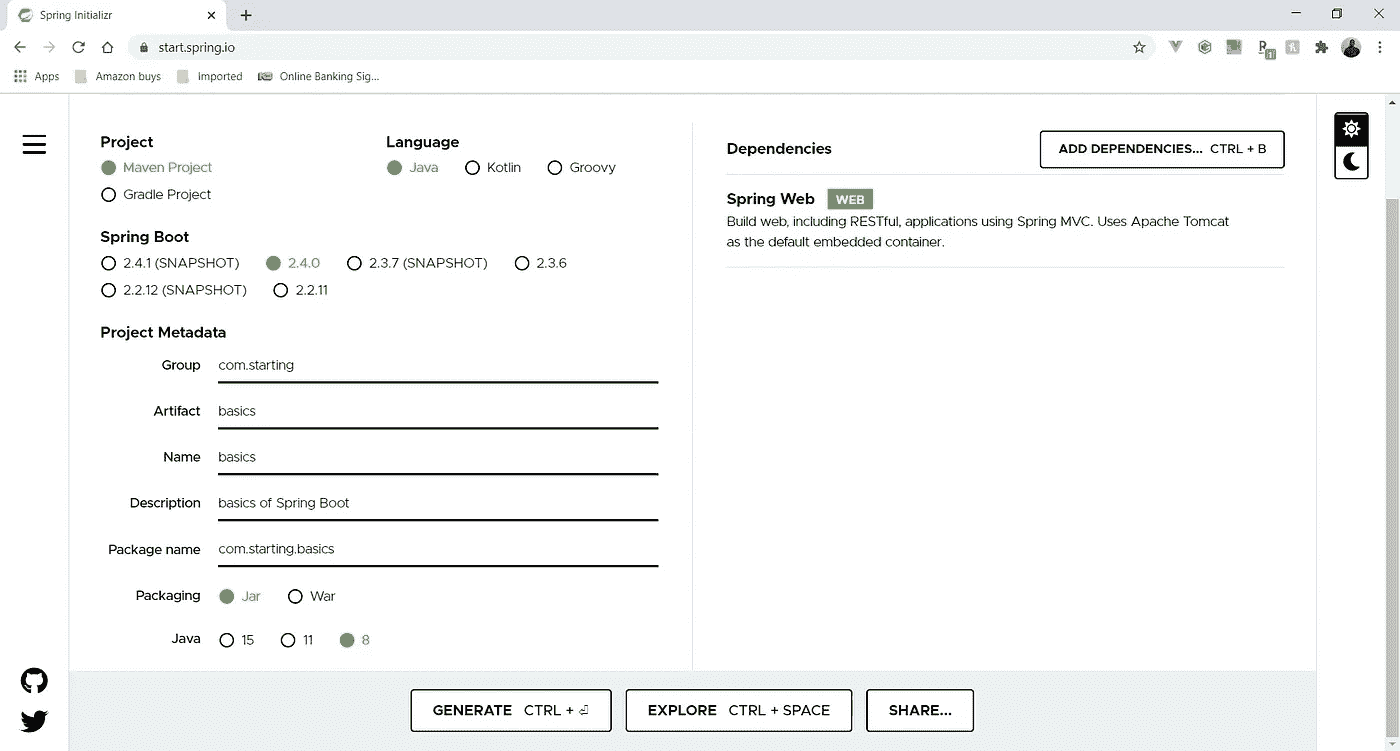 Spring Initializr
start.spring.io
Apps Amazon buys Imported Online Banking Sig...
Project
Maven Project
Gradle Project
Language
Java Kotlin Groovy
Spring Boot
2.4.1 (SNAPSHOT) 2.4.0 2.3.7 (SNAPSHOT) 2.3.6
2.2.12 (SNAPSHOT) 2.2.11
Project Metadata
Group com.starting
Artifact basics
Name basics
Description basics of Spring Boot
Package name com.starting.basics
Packaging Jar War
Java 15 11 8
Dependencies
ADD DEPENDENCIES... CTRL + B
Spring Web WEB
Build web, including RESTful, applications using Spring MVC. Uses Apache Tomcat
as the default embedded container.
GENERATE CTRL + ⏎
EXPLORE CTRL + SPACE
SHARE...